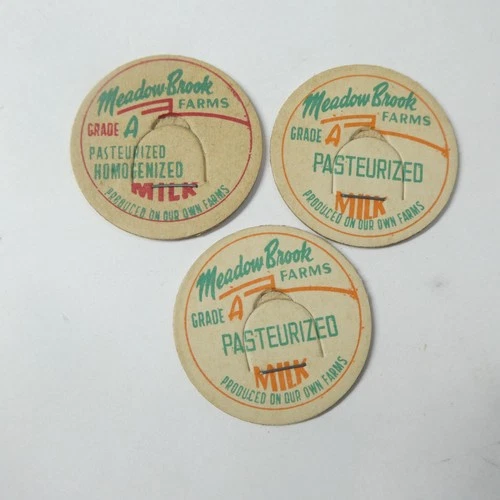 Meadow Brook
FARMS
GRADE A
PASTEURIZED
HOMOGENIZED
MILK
PRODUCED ON OUR OWN FARMS
Meadow Brook
FARMS
GRADE A
PASTEURIZED
MILK
PRODUCED ON OUR OWN FARMS
Meadow Brook
FARMS
GRADE A
PASTEURIZED
MILK
PRODUCED ON OUR OWN FARMS